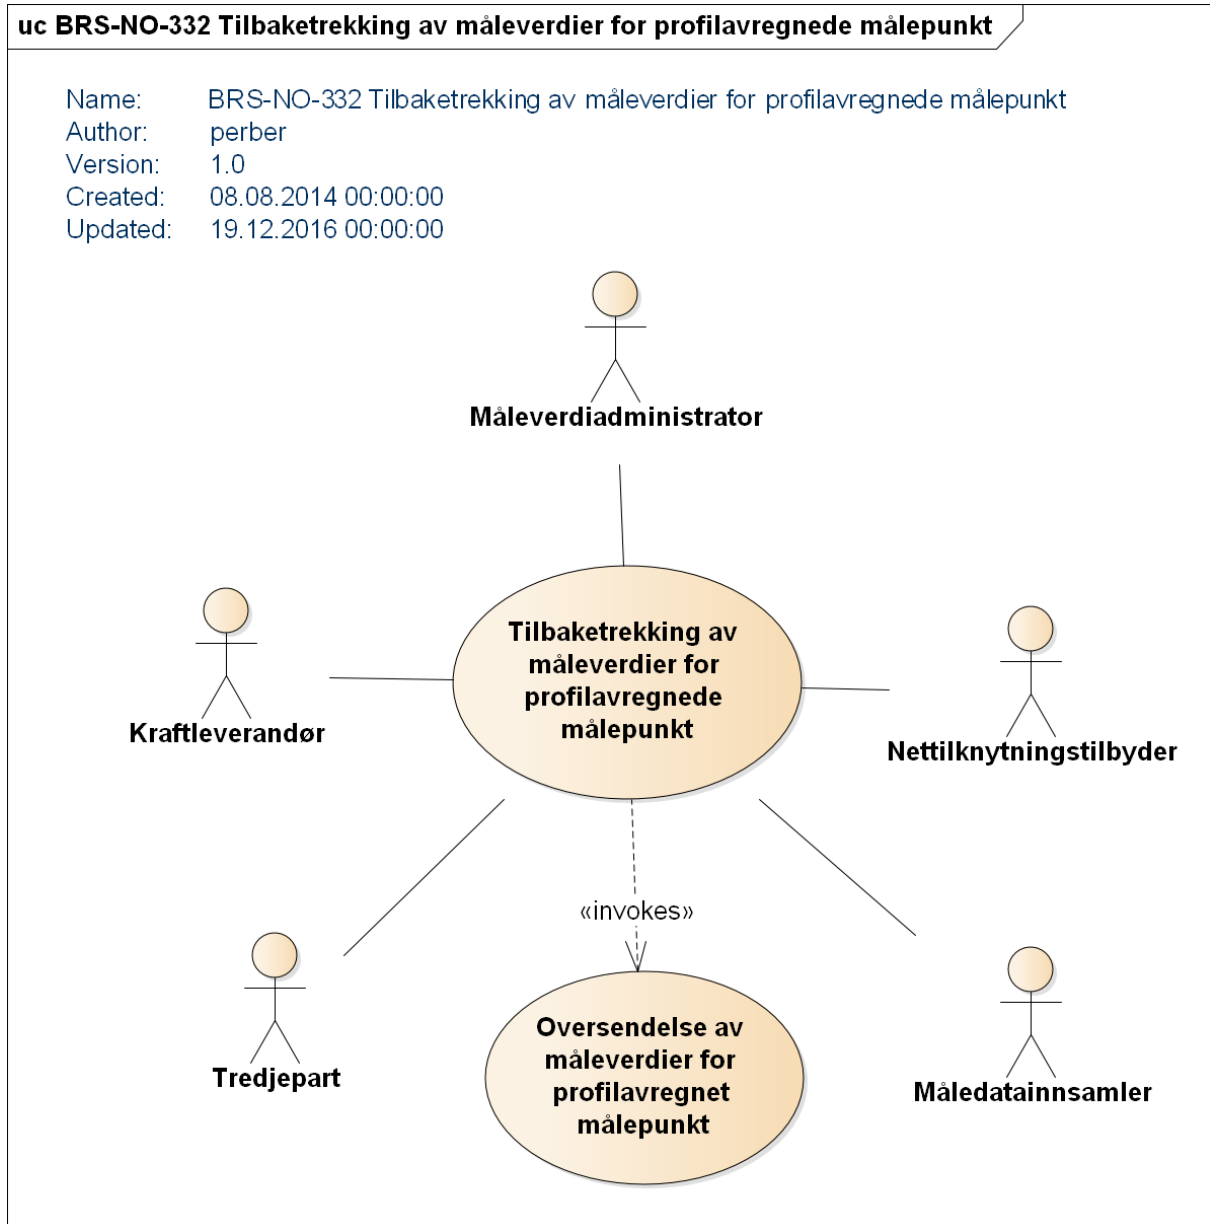 uc BRS-NO-332 Tilbaketrekking av måleverdier for profilavregnede målepunkt
Name: BRS-NO-332 Tilbaketrekking av måleverdier for profilavregnede målepunkt
Author: perber
Version: 1.0
Created: 08.08.2014 00:00:00
Updated: 19.12.2016 00:00:00
Måleverdiadministrator
Tilbaketrekking av
måleverdier for
profilavregnede
målepunkt
Kraftleverandør
Nettilknytningstilbyder
«invokes»
Oversendelse av
måleverdier for
profilavregnet
målepunkt
Tredjepart
Måledatainnsamler